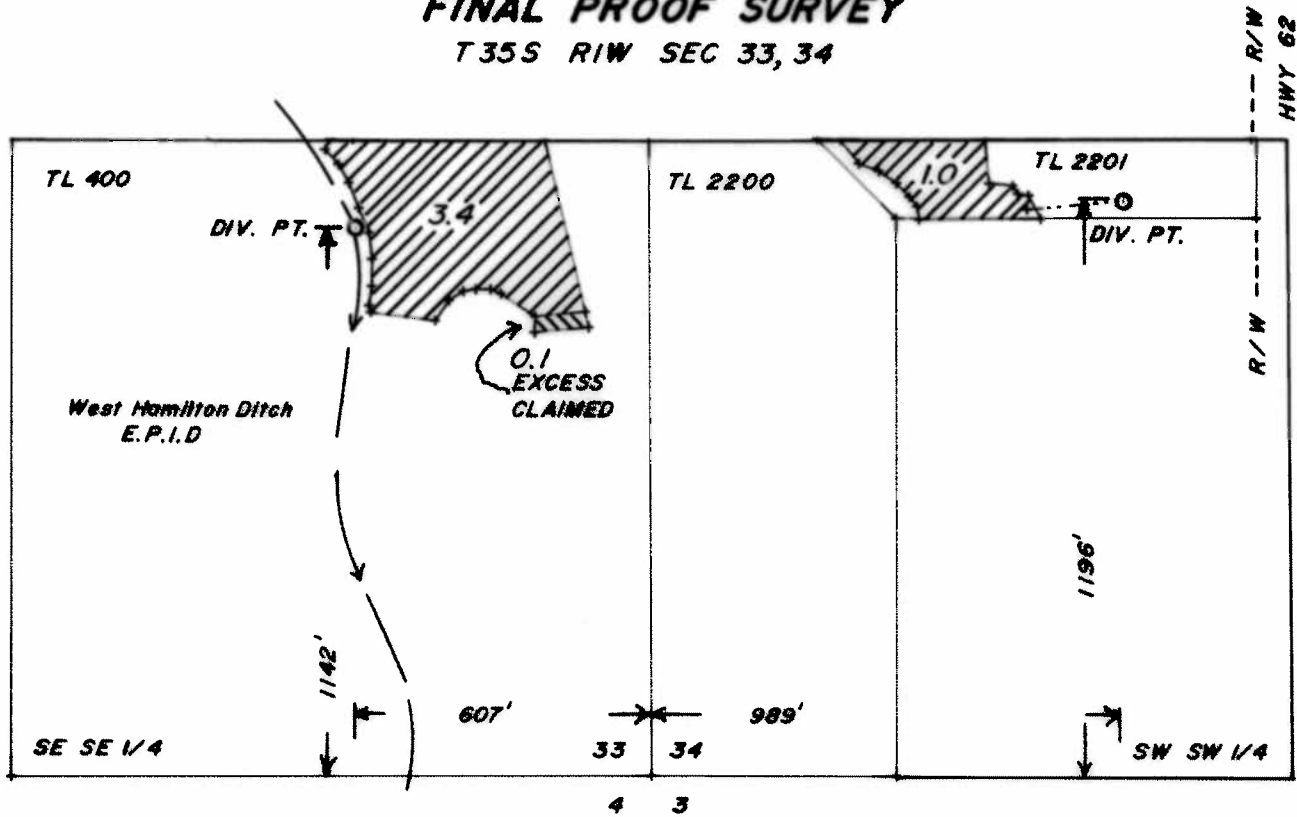 FINAL PROOF SURVEY
T 35 S R 1 W SEC 33, 34
R/W
HWY 62
TL 400
TL 2200
TL 2201
3.4
1.0
DIV. PT.
DIV. PT.
R/W
0.1
EXCESS
CLAIMED
West Hamilton Ditch
E.P.I.D
1142'
1196'
607'
989'
SE SE 1/4
33
34
SW SW 1/4
4
3